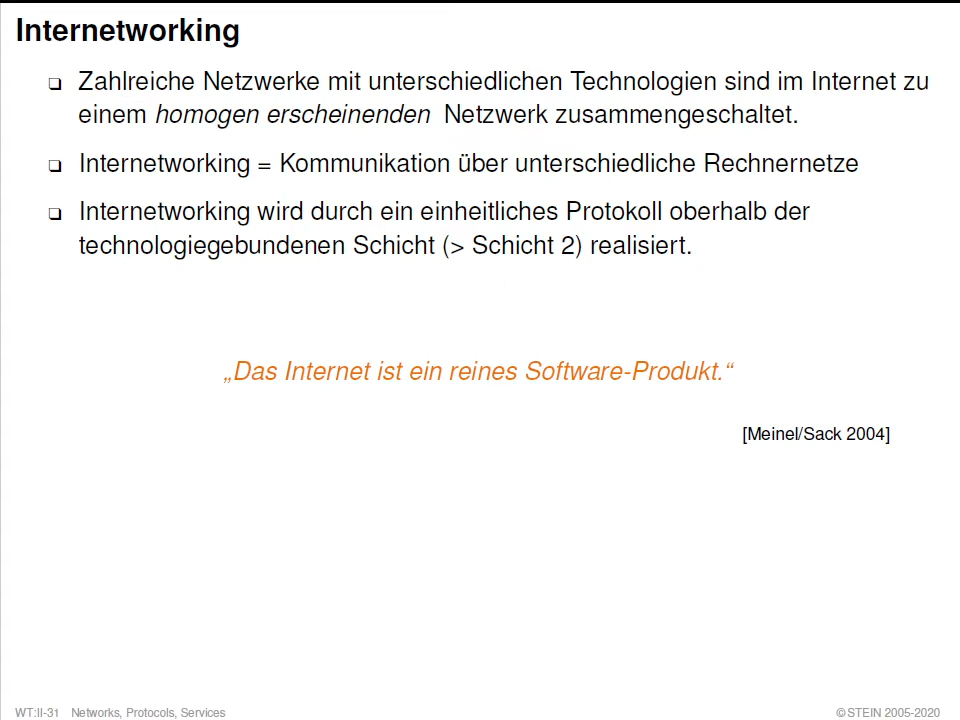 Internetworking
❑ Zahlreiche Netzwerke mit unterschiedlichen Technologien sind im Internet zu
einem homogen erscheinenden Netzwerk zusammengeschaltet.
❑ Internetworking = Kommunikation über unterschiedliche Rechnernetze
❑ Internetworking wird durch ein einheitliches Protokoll oberhalb der
technologiegebundenen Schicht (> Schicht 2) realisiert.
„Das Internet ist ein reines Software-Produkt.“
[Meinel/Sack 2004]
WT:II-31 Networks, Protocols, Services
© STEIN 2005-2020